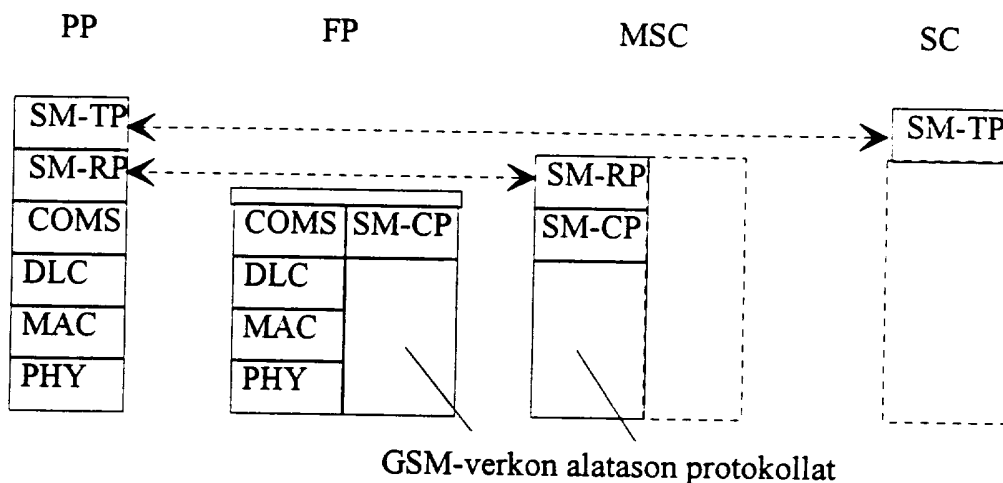 PP FP MSC SC
SM-TP SM-TP
SM-RP SM-RP
COMS COMS SM-CP SM-CP
DLC DLC
MAC MAC
PHY PHY
GSM-verkon alatason protokollat